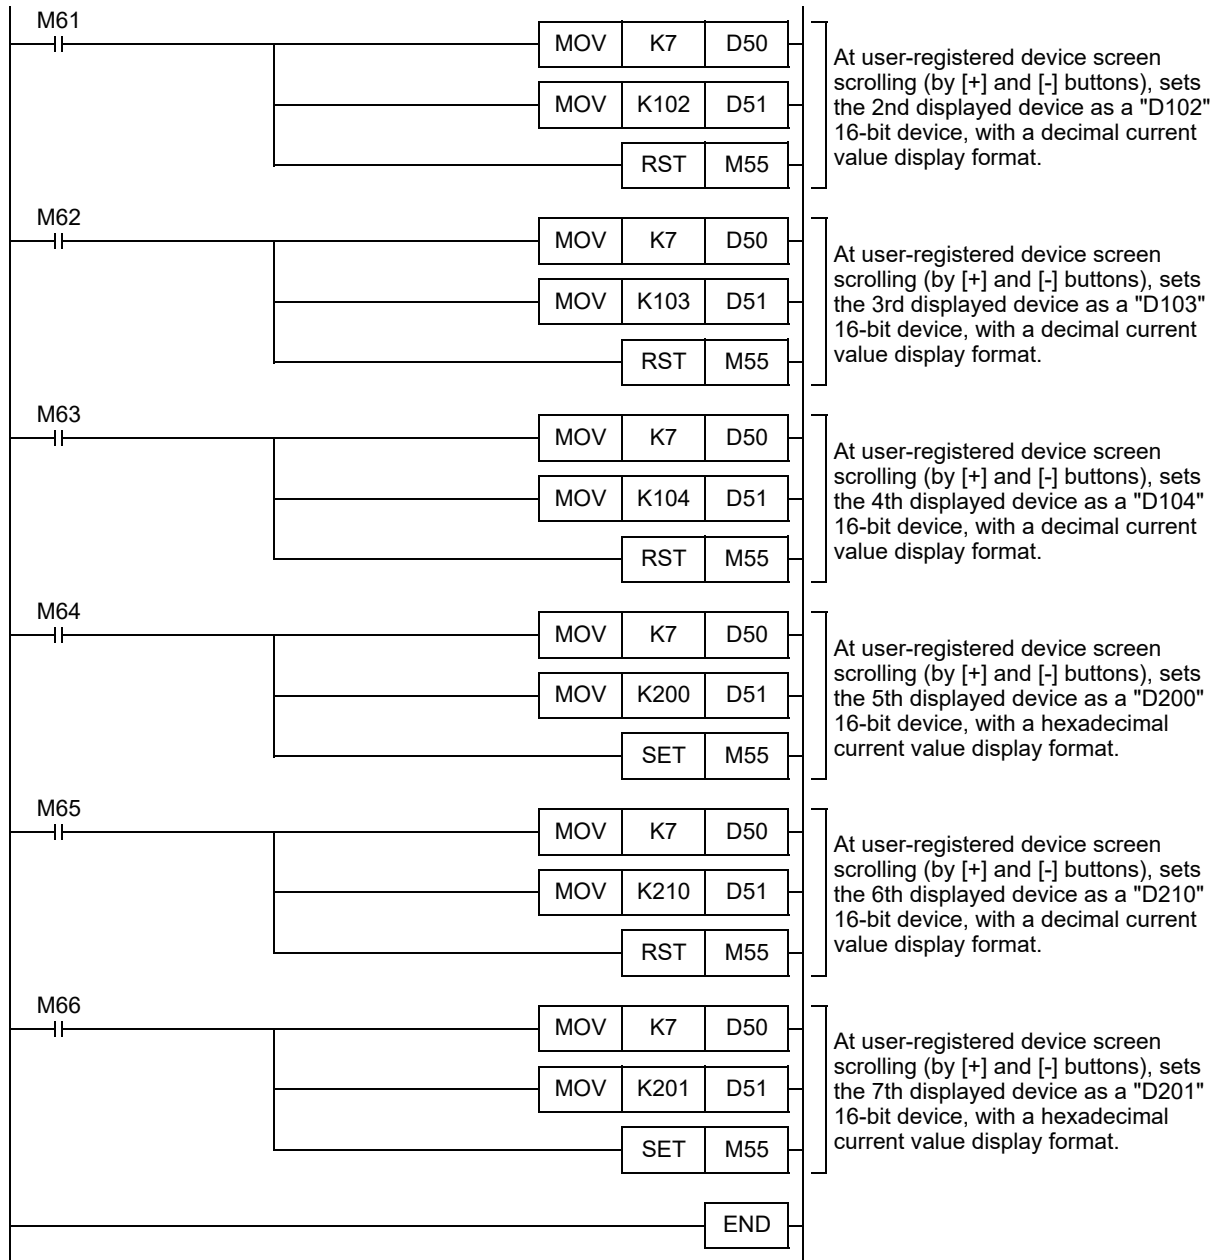 M61
MOV K7 D50
MOV K102 D51
RST M55
At user-registered device screen
scrolling (by [+] and [-] buttons), sets
the 2nd displayed device as a "D102"
16-bit device, with a decimal current
value display format.
M62
MOV K7 D50
MOV K103 D51
RST M55
At user-registered device screen
scrolling (by [+] and [-] buttons), sets
the 3rd displayed device as a "D103"
16-bit device, with a decimal current
value display format.
M63
MOV K7 D50
MOV K104 D51
RST M55
At user-registered device screen
scrolling (by [+] and [-] buttons), sets
the 4th displayed device as a "D104"
16-bit device, with a decimal current
value display format.
M64
MOV K7 D50
MOV K200 D51
SET M55
At user-registered device screen
scrolling (by [+] and [-] buttons), sets
the 5th displayed device as a "D200"
16-bit device, with a hexadecimal
current value display format.
M65
MOV K7 D50
MOV K210 D51
RST M55
At user-registered device screen
scrolling (by [+] and [-] buttons), sets
the 6th displayed device as a "D210"
16-bit device, with a decimal current
value display format.
M66
MOV K7 D50
MOV K201 D51
SET M55
At user-registered device screen
scrolling (by [+] and [-] buttons), sets
the 7th displayed device as a "D201"
16-bit device, with a hexadecimal
current value display format.
END